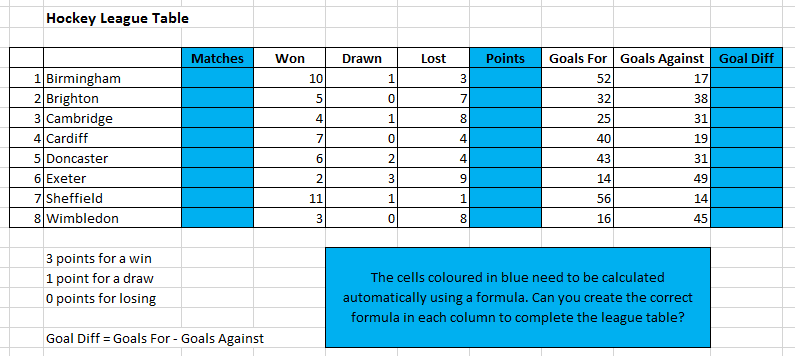 Hockey League Table
Matches Won Drawn Lost Points Goals For Goals Against Goal Diff
1 Birmingham 10 1 3 52 17
2 Brighton 5 0 7 32 38
3 Cambridge 4 1 8 25 31
4 Cardiff 7 0 4 40 19
5 Doncaster 6 2 4 43 31
6 Exeter 2 3 9 14 49
7 Sheffield 11 1 1 56 14
8 Wimbledon 3 0 8 16 45
3 points for a win
1 point for a draw
0 points for losing
Goal Diff = Goals For - Goals Against
The cells coloured in blue need to be calculated
automatically using a formula. Can you create the correct
formula in each column to complete the league table?